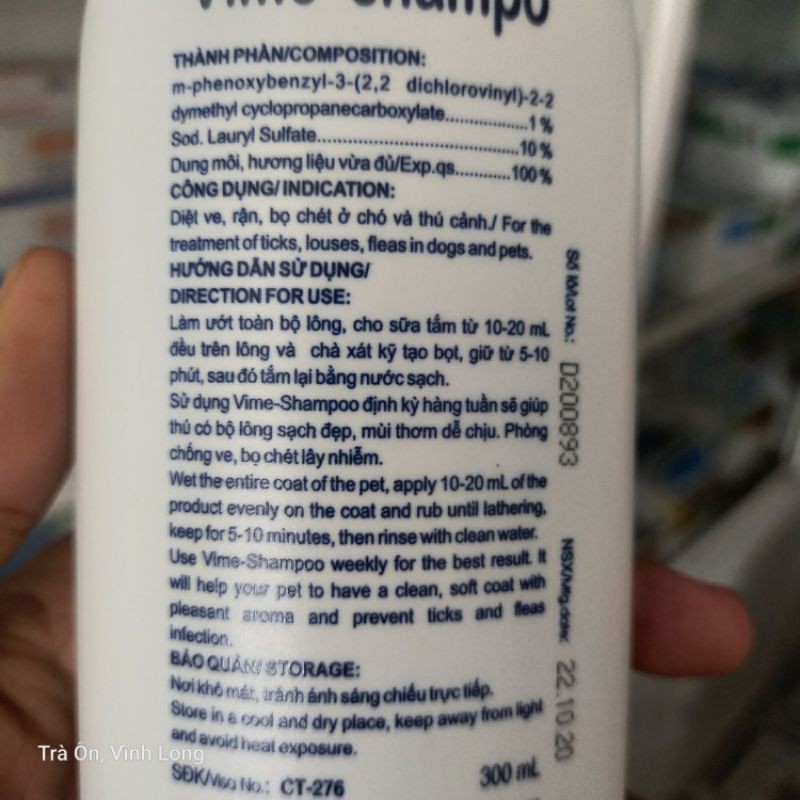 Vime-Shampo
THÀNH PHẦN/COMPOSITION:
m-phenoxybenzyl-3-(2,2 dichlorovinyl)-2-2
dymethyl cyclopropanecarboxylate...............1%
Sod. Lauryl Sulfate.....................................10%
Dung môi, hương liệu vừa đủ/Exp.qs...........100%
CÔNG DỤNG/ INDICATION:
Diệt ve, rận, bọ chét ở chó và thú cảnh./ For the
treatment of ticks, louses, fleas in dogs and pets.
HƯỚNG DẪN SỬ DỤNG/
DIRECTION FOR USE:
Làm ướt toàn bộ lông, cho sữa tắm từ 10-20 mL
đều trên lông và chà xát kỹ tạo bọt, giữ từ 5-10
phút, sau đó tắm lại bằng nước sạch.
Sử dụng Vime-Shampoo định kỳ hàng tuần sẽ giúp
thú có bộ lông sạch đẹp, mùi thơm dễ chịu. Phòng
chống ve, bọ chét lây nhiễm.
Wet the entire coat of the pet, apply 10-20 mL of the
product evenly on the coat and rub until lathering,
keep for 5-10 minutes, then rinse with clean water.
Use Vime-Shampoo weekly for the best result. It
will help your pet to have a clean, soft coat with
pleasant aroma and prevent ticks and fleas
infection.
BẢO QUẢN/ STORAGE:
Nơi khô mát, tránh ánh sáng chiếu trực tiếp.
Store in a cool and dry place, keep away from light
and avoid heat exposure.
SĐK/Visa No.: CT-276
300 mL
Số lô/Lot No.: D200893
NSX/Mfg.date: 22.10.20
Trà Ôn, Vĩnh Long